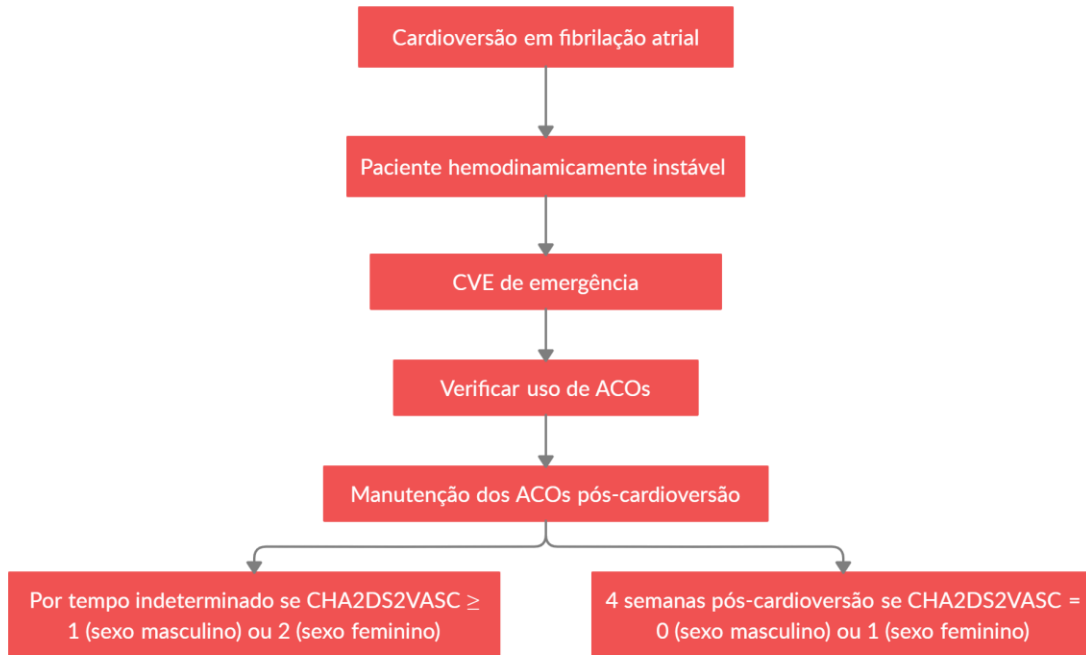 Cardioversão em fibrilação atrial
Paciente hemodinamicamente instável
CVE de emergência
Verificar uso de ACOs
Manutenção dos ACOs pós-cardioversão
Por tempo indeterminado se CHA2DS2VASC ≥
1 (sexo masculino) ou 2 (sexo feminino)
4 semanas pós-cardioversão se CHA2DS2VASC =
0 (sexo masculino) ou 1 (sexo feminino)